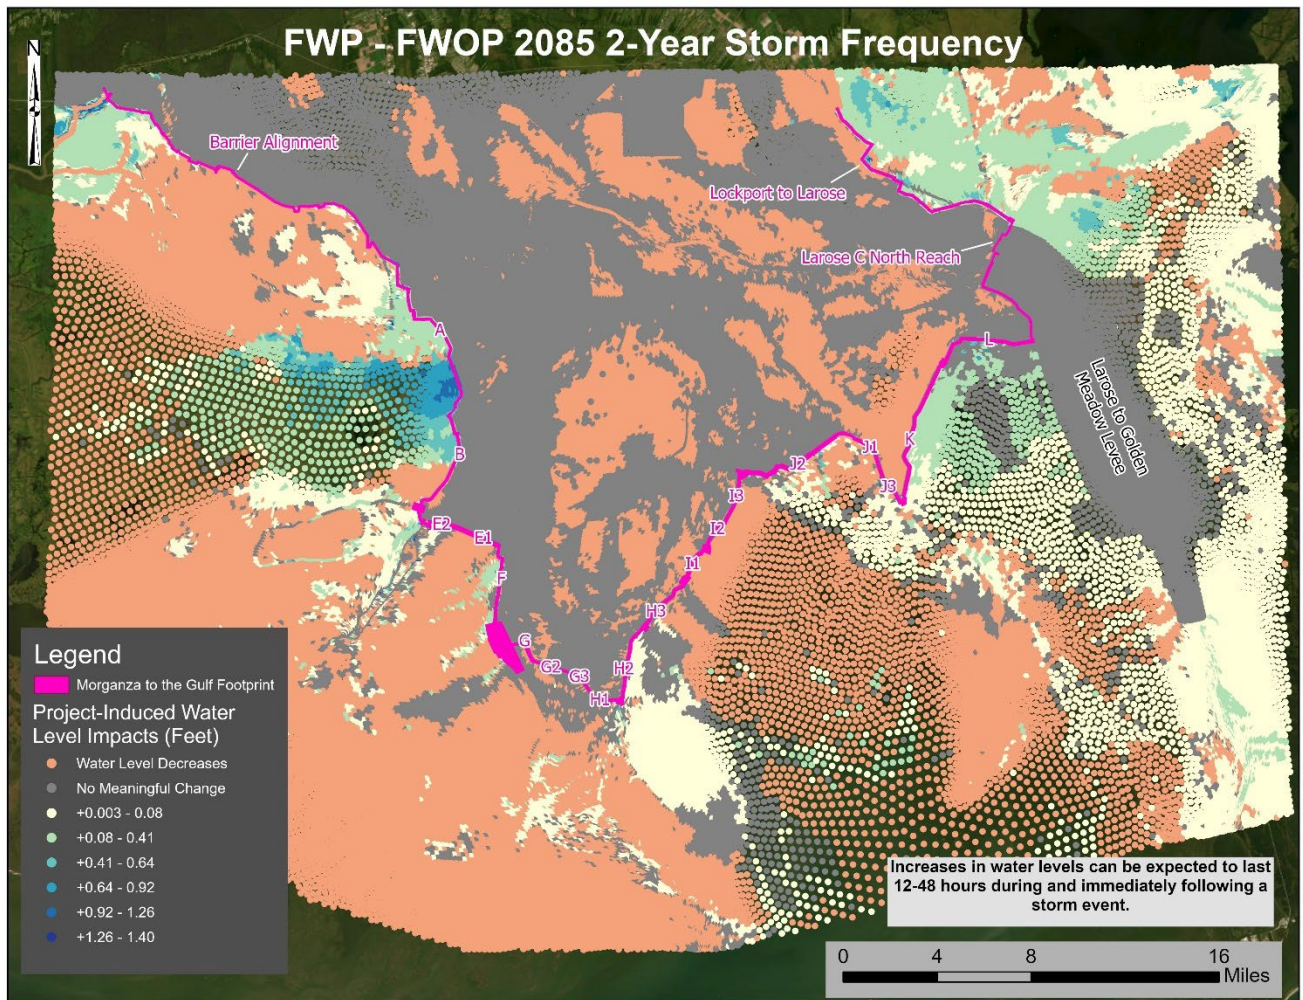 FWP - FWOP 2085 2-Year Storm Frequency
N
Barrier Alignment
Lockport to Larose
Larose C North Reach
A
L
Larose to Golden
Meadow Levee
B
K
J1
J2
J3
I3
E2
E1
I2
F
I1
H3
G
G2
G3
H2
H1
Legend
Morganza to the Gulf Footprint
Project-Induced Water
Level Impacts (Feet)
Water Level Decreases
No Meaningful Change
+0.003 - 0.08
+0.08 - 0.41
+0.41 - 0.64
+0.64 - 0.92
+0.92 - 1.26
+1.26 - 1.40
Increases in water levels can be expected to last
12-48 hours during and immediately following a
storm event.
0 4 8 16
Miles